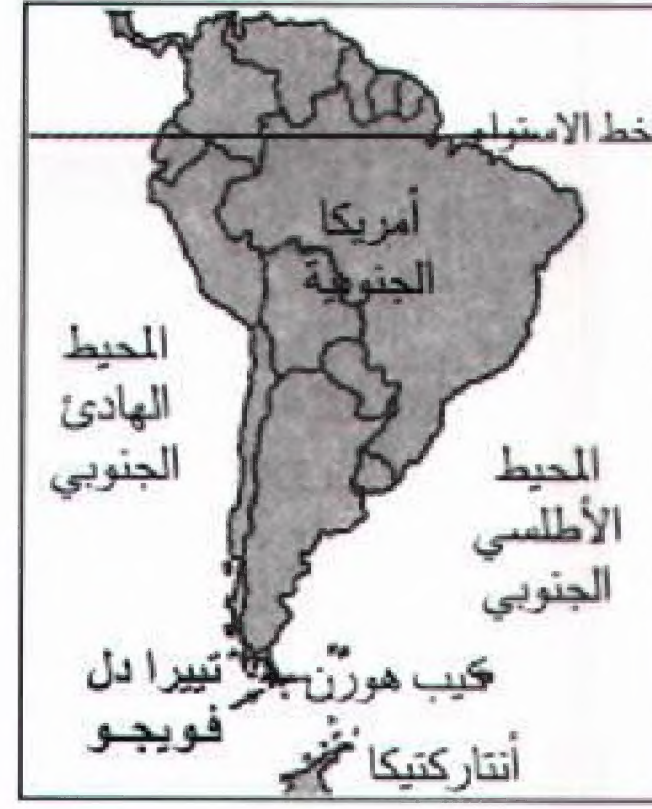 خط الاستواء
أمريكا
الجنوبية
المحيط
الهادئ
الجنوبي
المحيط
الأطلسي
الجنوبي
تييرا دل
فويجو
كيب هورن
أنتاركتيكا